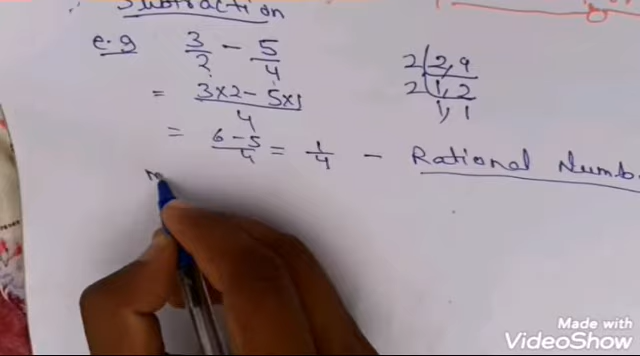 Subtraction
e.g 3/2 - 5/4
= 3×2 - 5×1 / 4
= 6-5/4 = 1/4 - Rational Numb
2 | 2, 4
2 | 1, 2
1, 1
Made with
VideoShow